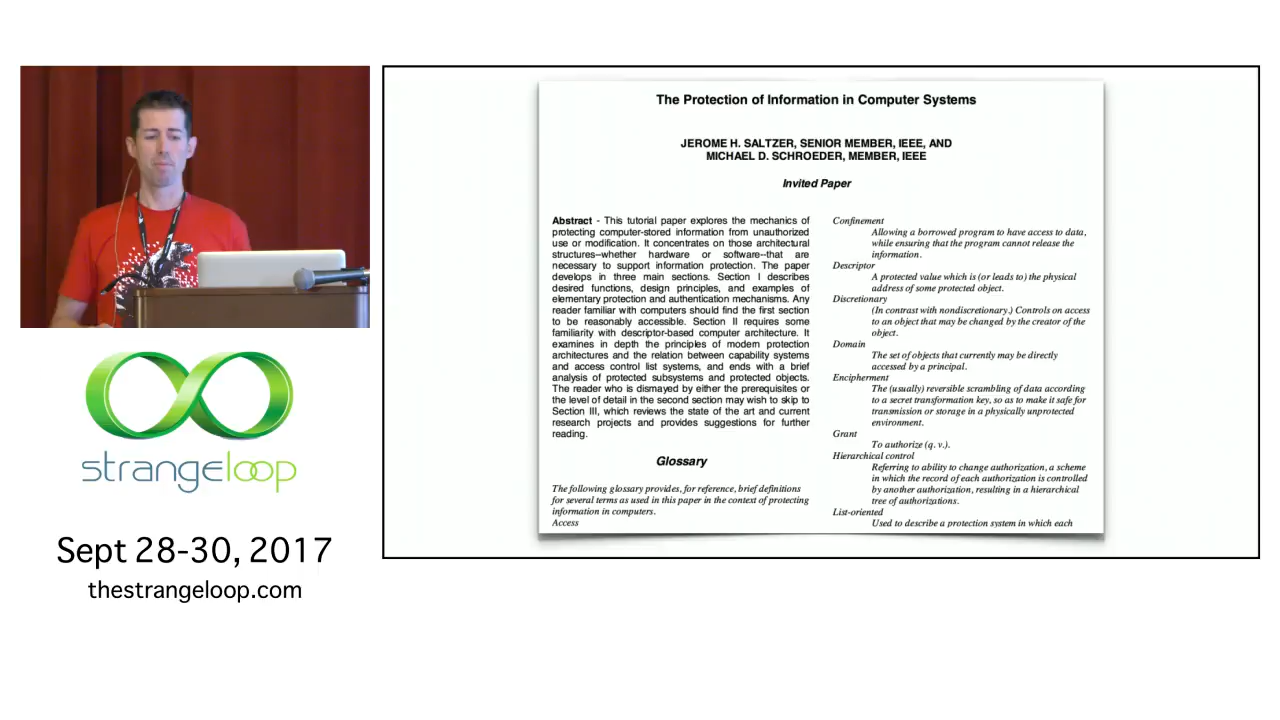 The Protection of Information in Computer Systems
JEROME H. SALTZER, SENIOR MEMBER, IEEE, AND
MICHAEL D. SCHROEDER, MEMBER, IEEE
Invited Paper
Abstract - This tutorial paper explores the mechanics of
protecting computer-stored information from unauthorized
use or modification. It concentrates on those architectural
structures--whether hardware or software--that are
necessary to support information protection. The paper
develops in three main sections. Section I describes
desired functions, design principles, and examples of
elementary protection and authentication mechanisms. Any
reader familiar with computers should find the first section
to be reasonably accessible. Section II requires some
familiarity with descriptor-based computer architecture. It
examines in depth the principles of modern protection
architectures and the relation between capability systems
and access control list systems, and ends with a brief
analysis of protected subsystems and protected objects.
The reader who is dismayed by either the prerequisites or
the level of detail in the second section may wish to skip to
Section III, which reviews the state of the art and current
research projects and provides suggestions for further
reading.
Glossary
The following glossary provides, for reference, brief definitions
for several terms as used in this paper in the context of protecting
information in computers.
Access
Confinement
Allowing a borrowed program to have access to data,
while ensuring that the program cannot release the
information.
Descriptor
A protected value which is (or leads to) the physical
address of some protected object.
Discretionary
(In contrast with nondiscretionary.) Controls on access
to an object that may be changed by the creator of the
object.
Domain
The set of objects that currently may be directly
accessed by a principal.
Encipherment
The (usually) reversible scrambling of data according
to a secret transformation key, so as to make it safe for
transmission or storage in a physically unprotected
environment.
Grant
To authorize (q. v.).
Hierarchical control
Referring to ability to change authorization, a scheme
in which the record of each authorization is controlled
by another authorization, resulting in a hierarchical
tree of authorizations.
List-oriented
Used to describe a protection system in which each
strangeloop
Sept 28-30, 2017
thestrangeloop.com